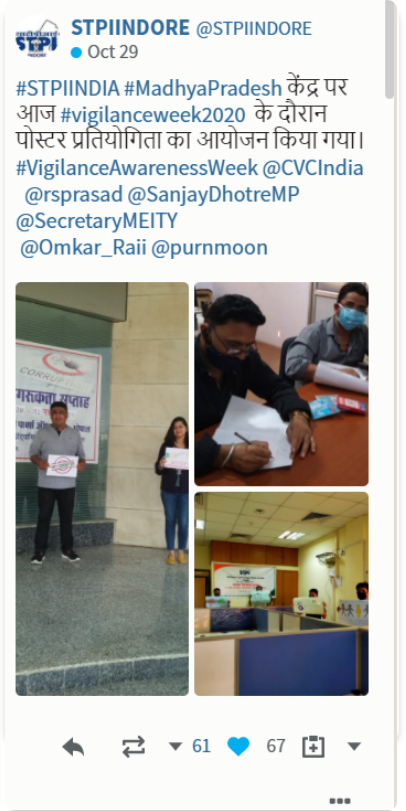 STPIINDORE @STPIINDORE
Oct 29
#STPIINDIA #MadhyaPradesh केंद्र पर
आज #vigilanceweek2020 के दौरान
पोस्टर प्रतियोगिता का आयोजन किया गया।
#VigilanceAwarenessWeek @CVCIndia
@rsprasad @SanjayDhotreMP
@SecretaryMEITY
@Omkar_Raii @purnmoon
सप्ताह
61 67